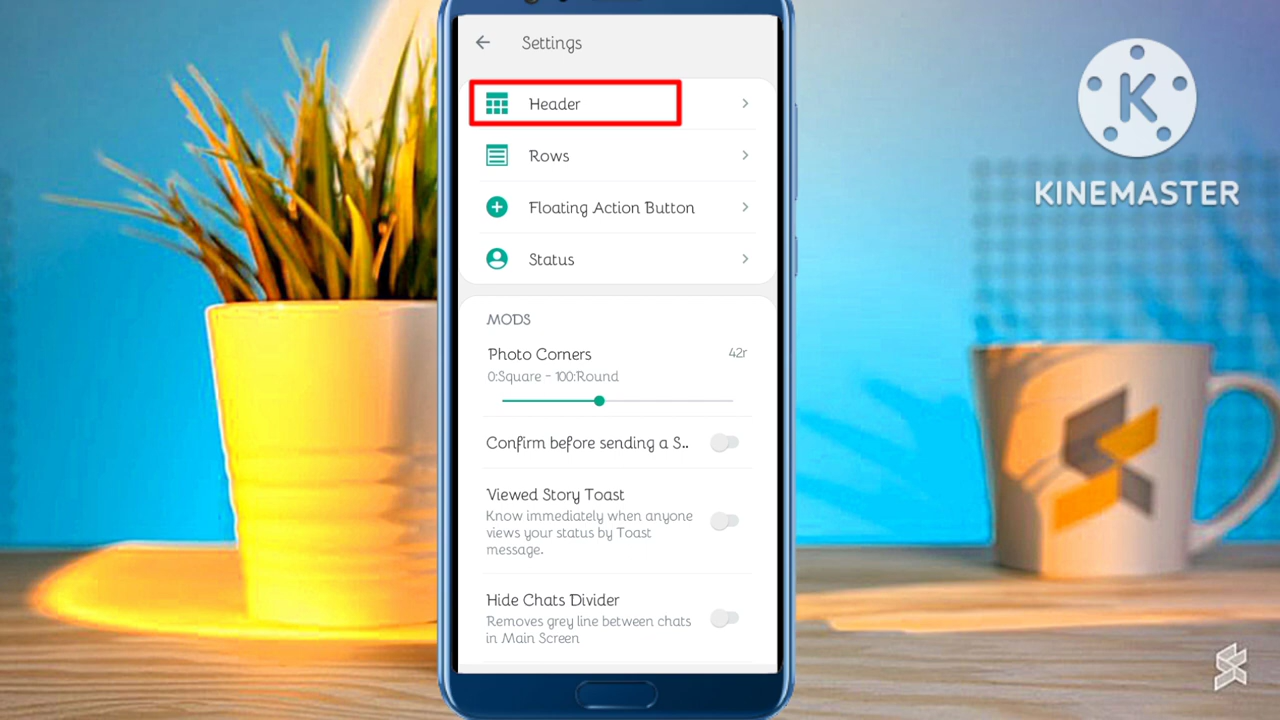 Settings
Header
Rows
Floating Action Button
Status
MODS
Photo Corners
42r
0:Square - 100:Round
Confirm before sending a S..
Viewed Story Toast
Know immediately when anyone
views your status by Toast
message.
Hide Chats Divider
Removes grey line between chats
in Main Screen
K
KINEMASTER